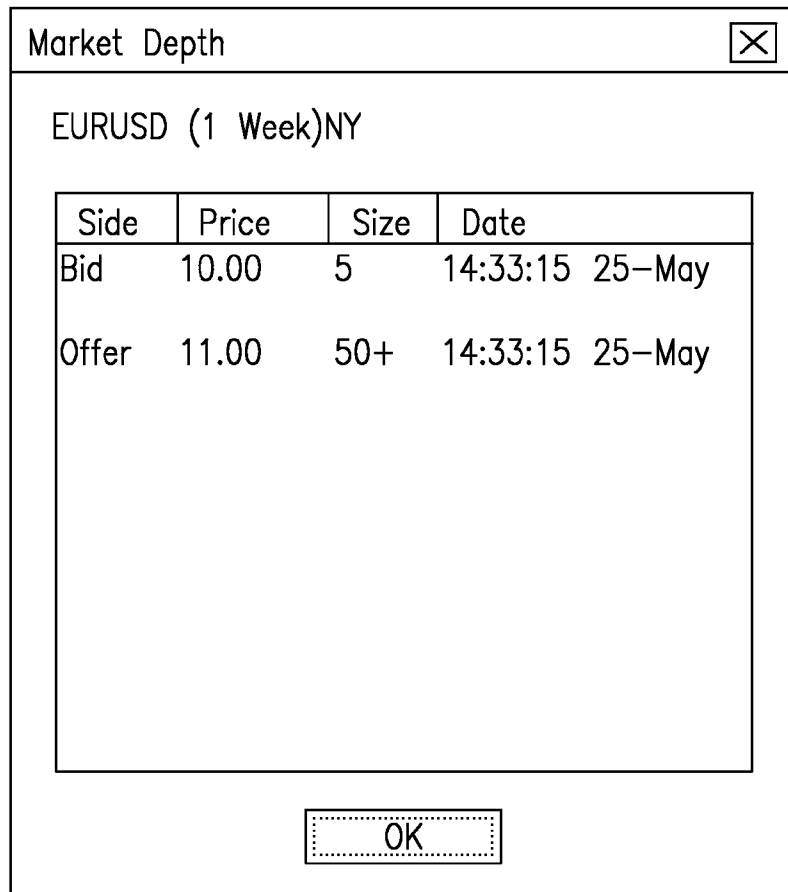 Market Depth
EURUSD (1 Week)NY
Side Price Size Date
Bid 10.00 5 14:33:15 25-May
Offer 11.00 50+ 14:33:15 25-May
OK